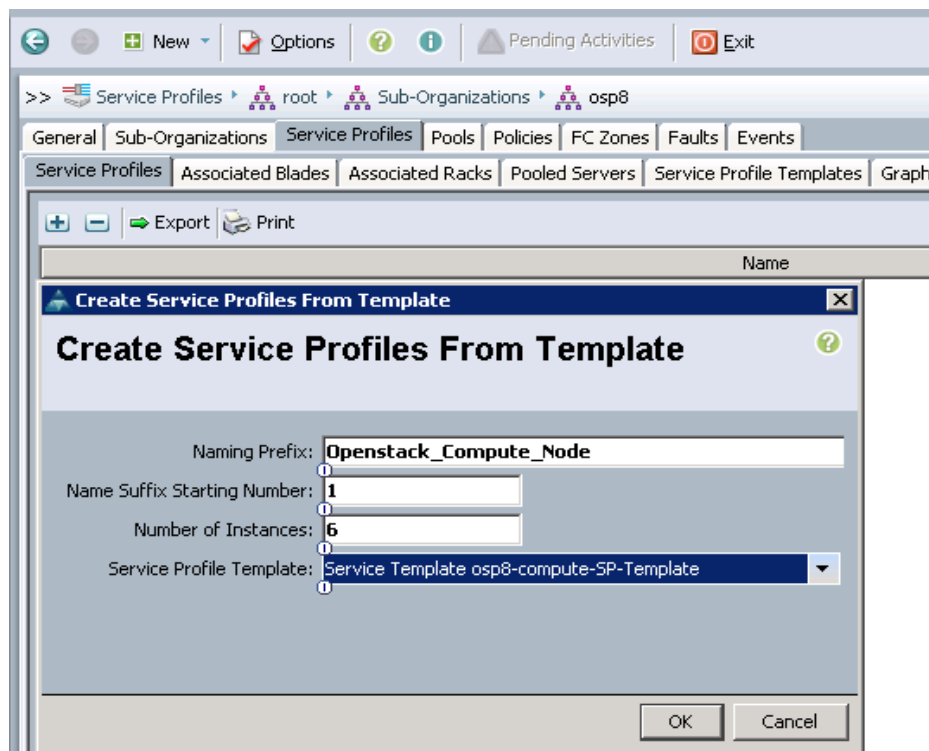 New Options Pending Activities Exit
>> Service Profiles root Sub-Organizations osp8
General Sub-Organizations Service Profiles Pools Policies FC Zones Faults Events
Service Profiles Associated Blades Associated Racks Pooled Servers Service Profile Templates Graph
Export Print
Name
Create Service Profiles From Template
Create Service Profiles From Template
Naming Prefix: Openstack_Compute_Node
Name Suffix Starting Number: 1
Number of Instances: 6
Service Profile Template: Service Template osp8-compute-SP-Template
OK Cancel